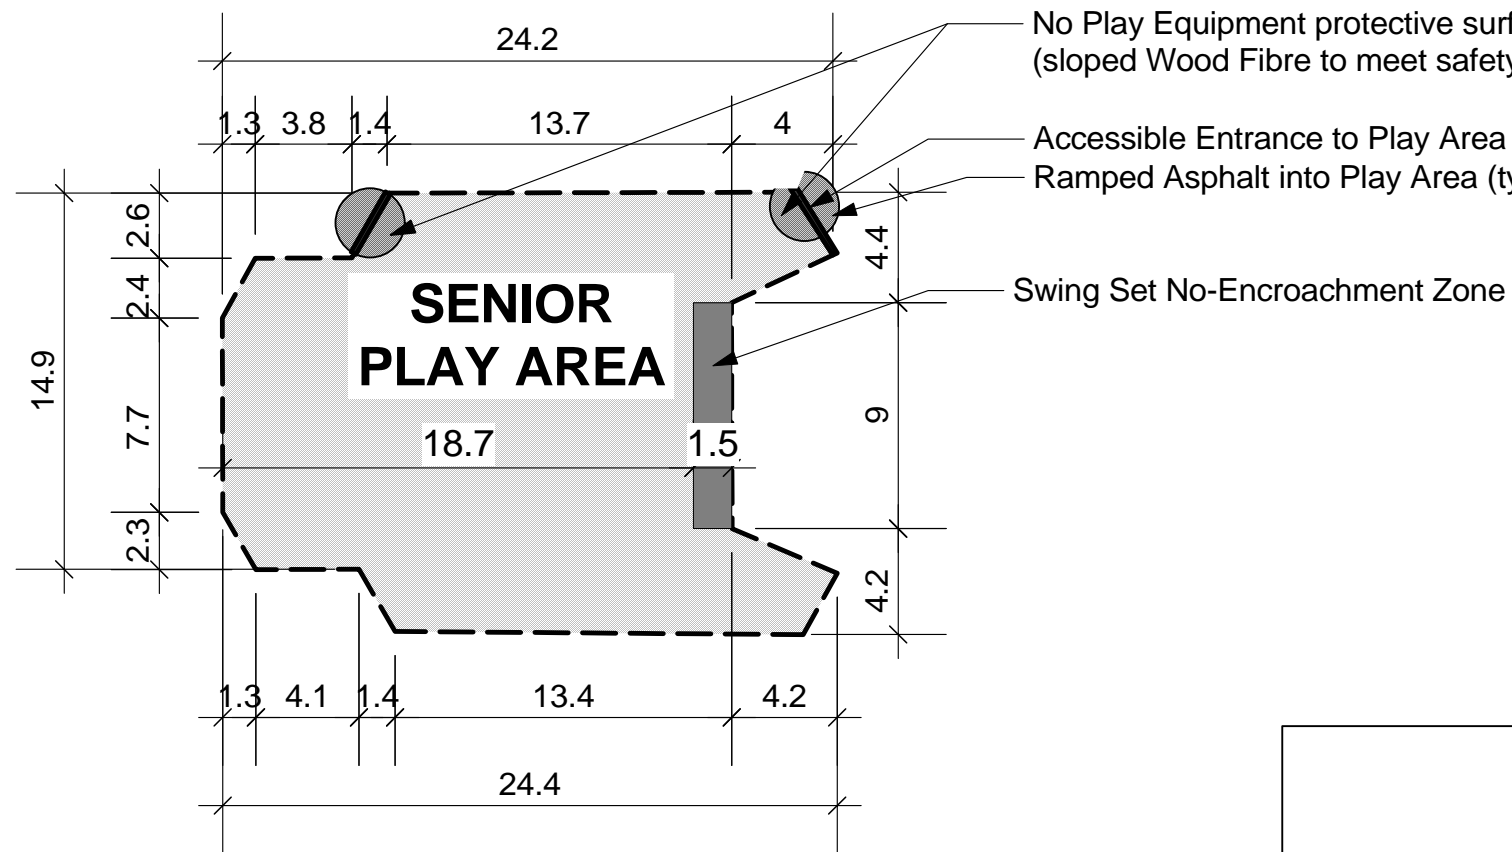 No Play Equipment protective
24.2
(sloped Wood Fibre to meet
1.3 3.8 1.4 13.7 4
Accessible Entrance to Play Area
Ramped Asphalt into Play Area
2.6
4.4
2.4
SENIOR
PLAY AREA
Swing Set No-Encroachment Zone
14.9
7.7
9
18.7 1.5
2.3
4.2
1.3 4.1 1.4 13.4 4.2
24.4